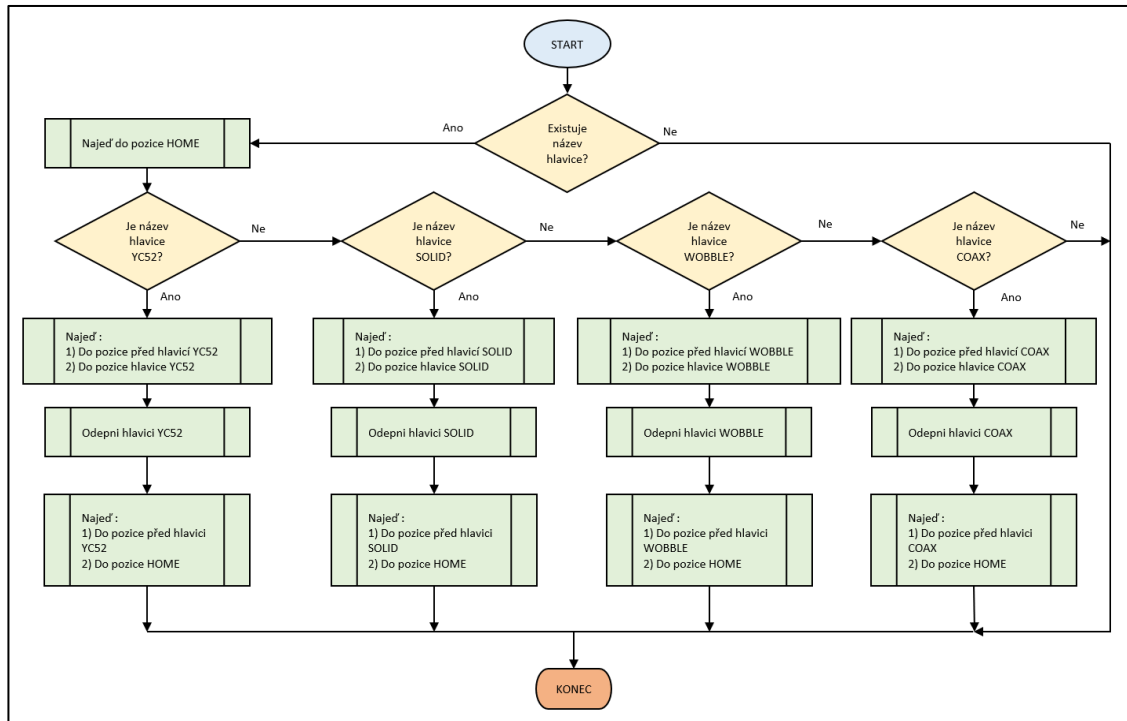 START
Existuje
název
hlavice?
Ano
Ne
Najeď do pozice HOME
Je název
hlavice
YC52?
Ne
Je název
hlavice
SOLID?
Ne
Je název
hlavice
WOBBLE?
Ne
Je název
hlavice
COAX?
Ne
Ano
Ano
Ano
Ano
Najeď :
1) Do pozice před hlavicí YC52
2) Do pozice hlavice YC52
Najeď :
1) Do pozice před hlavicí SOLID
2) Do pozice hlavice SOLID
Najeď :
1) Do pozice před hlavicí WOBBLE
2) Do pozice hlavice WOBBLE
Najeď :
1) Do pozice před hlavicí COAX
2) Do pozice hlavice COAX
Odepni hlavici YC52
Odepni hlavici SOLID
Odepni hlavici WOBBLE
Odepni hlavici COAX
Najeď :
1) Do pozice před hlavici
YC52
2) Do pozice HOME
Najeď :
1) Do pozice před hlavici
SOLID
2) Do pozice HOME
Najeď :
1) Do pozice před hlavici
WOBBLE
2) Do pozice HOME
Najeď :
1) Do pozice před hlavici
COAX
2) Do pozice HOME
KONEC